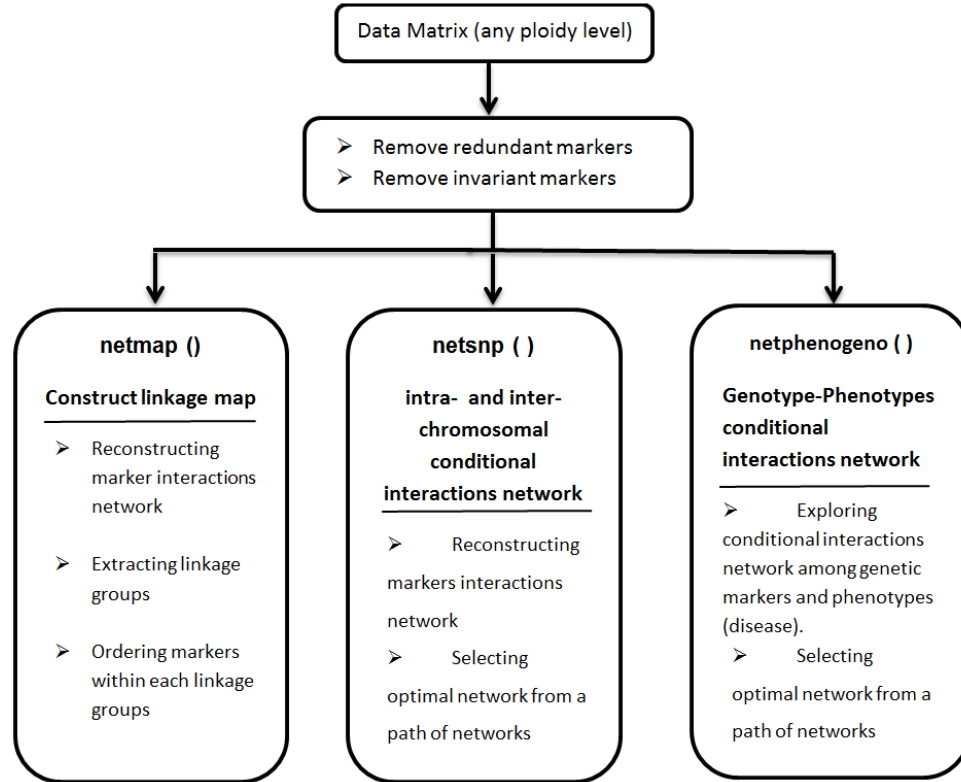 Data Matrix (any ploidy level)
➢ Remove redundant markers
➢ Remove invariant markers
netmap ()
Construct linkage map
➢ Reconstructing
marker interactions
network
➢ Extracting linkage
groups
➢ Ordering markers
within each linkage
groups
netsnp ( )
intra- and inter-
chromosomal
conditional
interactions network
➢ Reconstructing
markers interactions
network
➢ Selecting
optimal network from a
path of networks
netphenogeno ( )
Genotype-Phenotypes
conditional
interactions network
➢ Exploring
conditional interactions
network among genetic
markers and phenotypes
(disease).
➢ Selecting
optimal network from a
path of networks